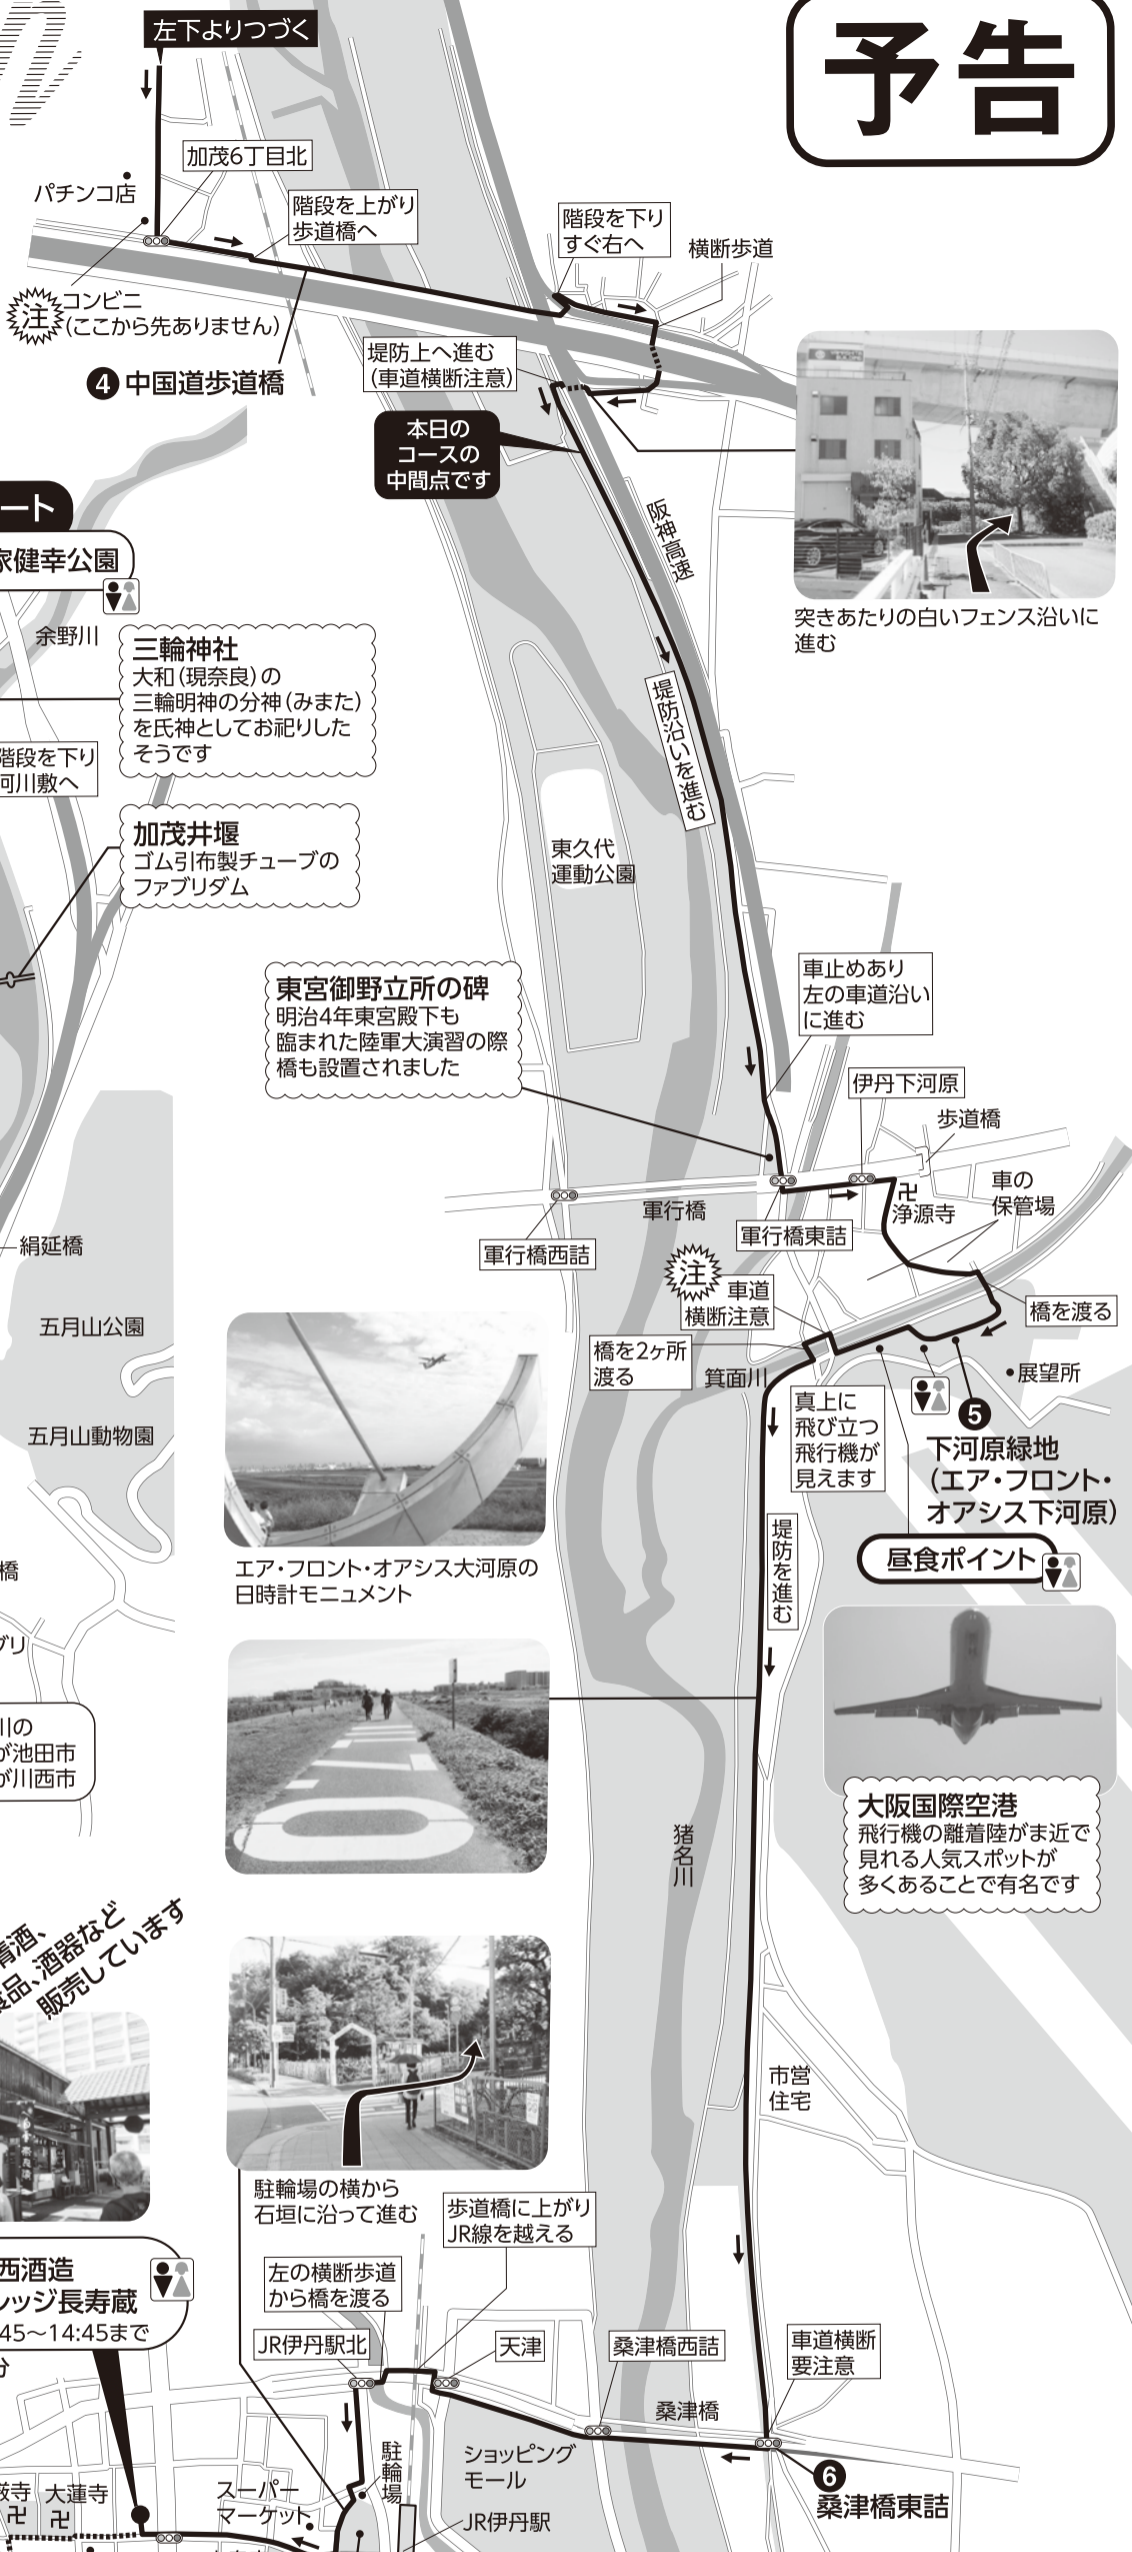 予告
左下よりつづく
加茂6丁目北
パチンコ店
階段を上がり
歩道橋へ
階段を下り
すぐ右へ
横断歩道
注
コンビニ
(ここから先ありません)
❹中国道歩道橋
堤防上へ進む
(車道横断注意)
本日の
コースの
中間点です
阪神高速
突きあたりの白いフェンス沿いに
進む
ート
家健幸公園
余野川
三輪神社
大和(現奈良)の
三輪明神の分神(みまた)
を氏神としてお祀りした
そうです
階段を下り
河川敷へ
堤防沿いを進む
加茂井堰
ゴム引布製チューブの
ファブリダム
東久代
運動公園
東宮御野立所の碑
明治4年東宮殿下も
臨まれた陸軍大演習の際
橋も設置されました
車止めあり
左の車道沿い
に進む
伊丹下河原
歩道橋
車の
保管場
浄源寺
軍行橋
軍行橋東詰
軍行橋西詰
絹延橋
注
車道
横断注意
橋を渡る
橋を2ヶ所
渡る
箕面川
展望所
五月山公園
五月山動物園
真上に
飛び立つ
飛行機が
見えます
❺
下河原緑地
(エア・フロント・
オアシス下河原)
昼食ポイント
エア・フロント・オアシス大河原の
日時計モニュメント
堤防を進む
橋
ブリ
川の
が池田市
が川西市
大阪国際空港
飛行機の離着陸がま近で
見れる人気スポットが
多くあることで有名です
猪名川
清酒、
食品、酒器など
販売しています
市営
住宅
駐輪場の横から
石垣に沿って進む
歩道橋に上がり
JR線を越える
西酒造
レッジ長寿蔵
45〜14:45まで
分
左の横断歩道
から橋を渡る
JR伊丹駅北
天津
桑津橋西詰
車道横断
要注意
桑津橋
ショッピング
モール
駐輪場
❻
桑津橋東詰
スーパー
マーケット
JR伊丹駅
大蓮寺